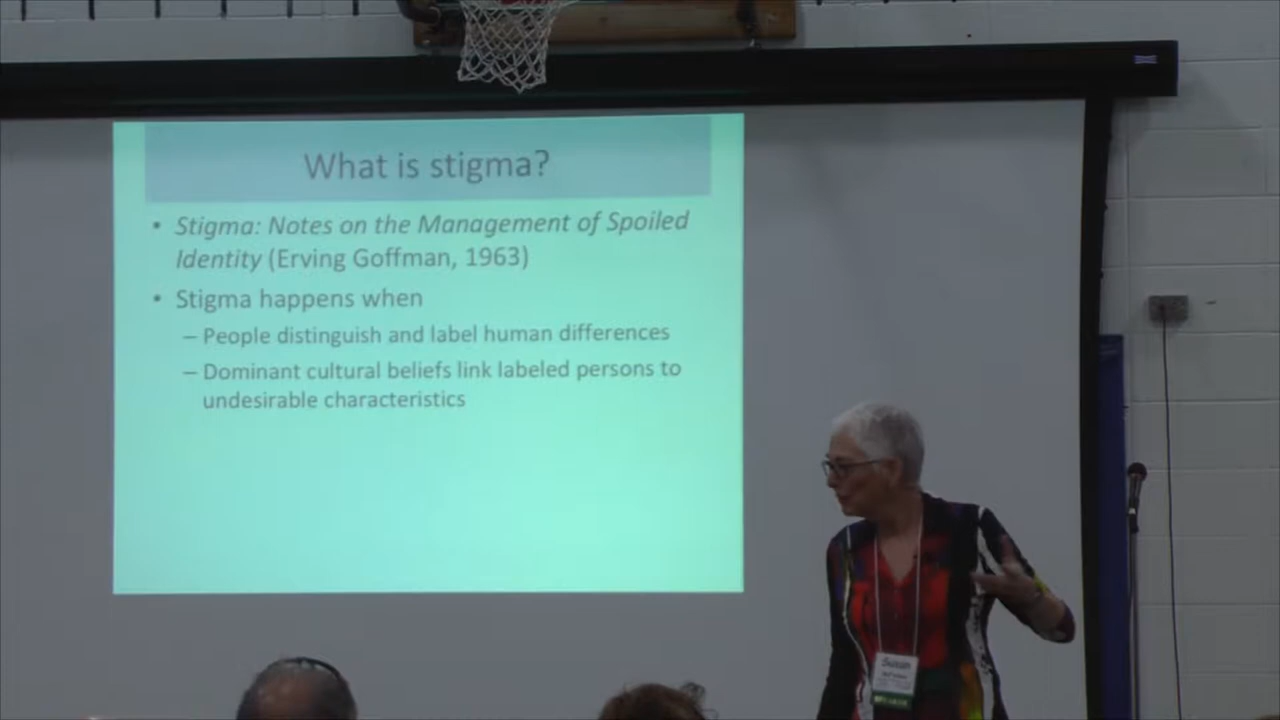 What is stigma?
• Stigma: Notes on the Management of Spoiled
Identity (Erving Goffman, 1963)
• Stigma happens when
– People distinguish and label human differences
– Dominant cultural beliefs link labeled persons to
undesirable characteristics
Susan